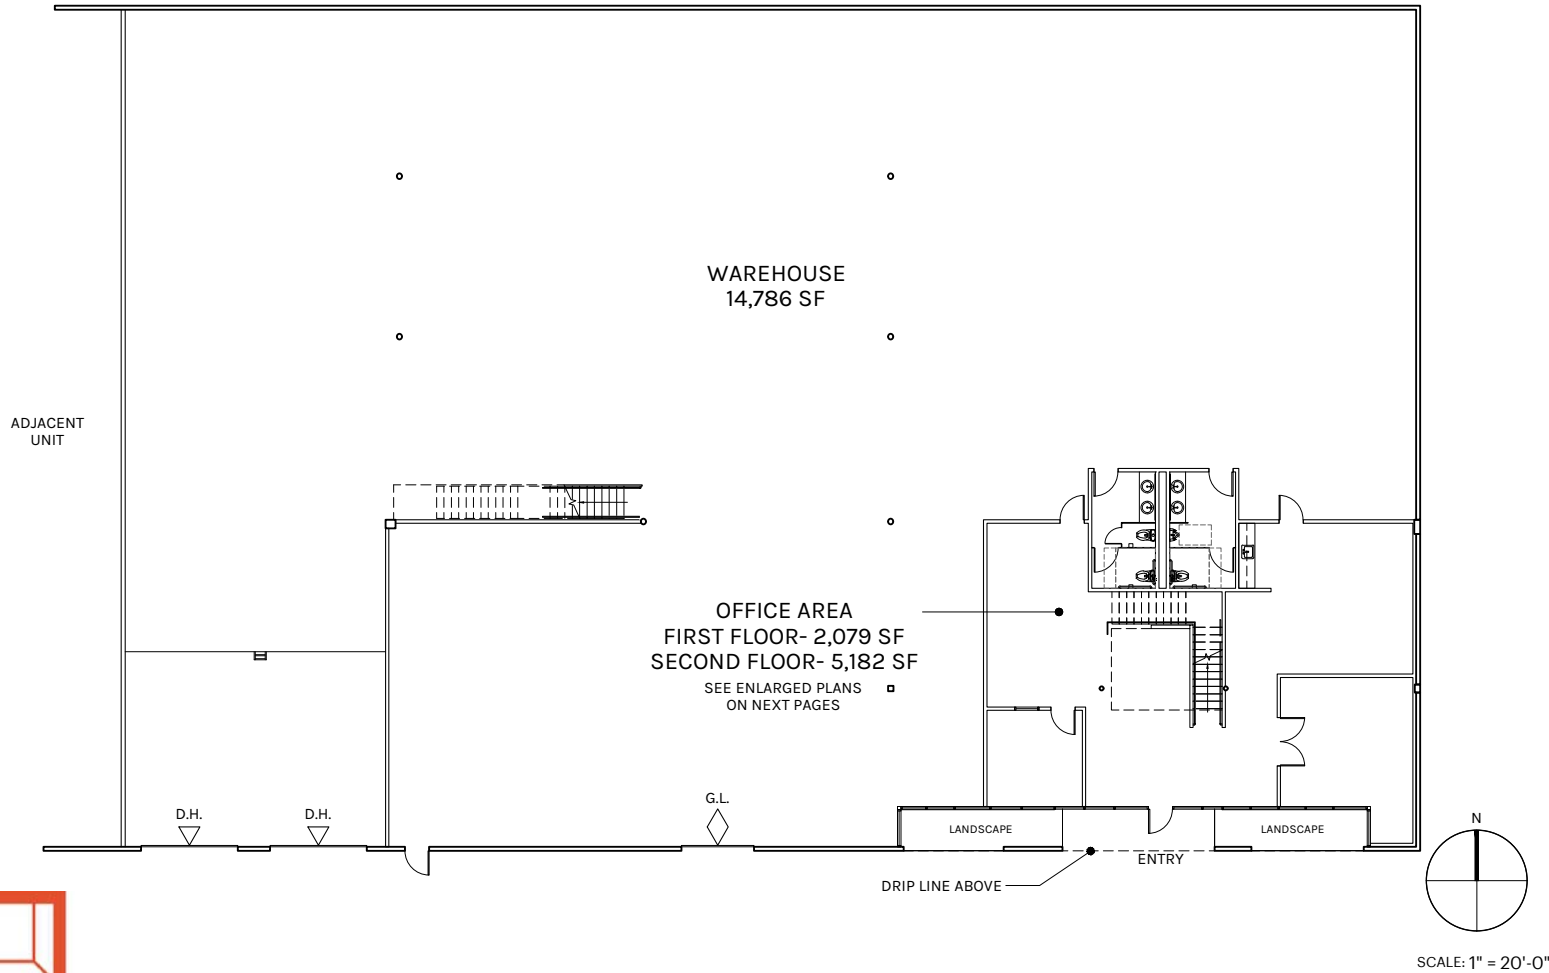 WAREHOUSE
14,786 SF
ADJACENT
UNIT
OFFICE AREA
FIRST FLOOR- 2,079 SF
SECOND FLOOR- 5,182 SF
SEE ENLARGED PLANS
ON NEXT PAGES
D.H.
D.H.
G.L.
LANDSCAPE
LANDSCAPE
ENTRY
DRIP LINE ABOVE
N
SCALE: 1" = 20'-0"